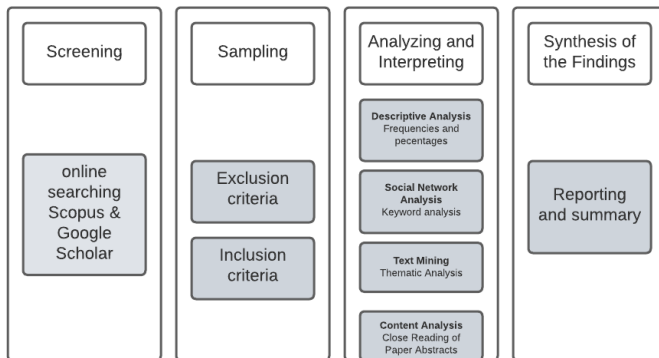 Screening
online
searching
Scopus &
Google
Scholar
Sampling
Exclusion
criteria
Inclusion
criteria
Analyzing and
Interpreting
Descriptive Analysis
Frequencies and
pecentages
Social Network
Analysis
Keyword analysis
Text Mining
Thematic Analysis
Content Analysis
Close Reading of
Paper Abstracts
Synthesis of
the Findings
Reporting
and summary